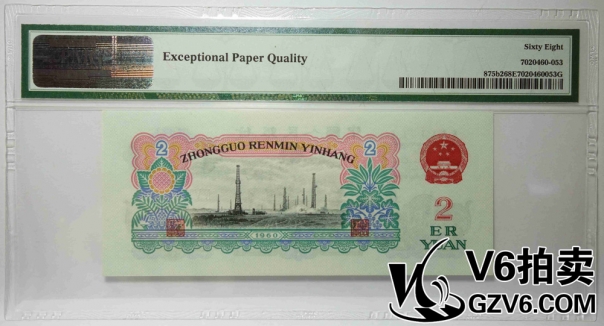 Exceptional Paper Quality
Sixty Eight
7020460-053
875b268E7020460053G
ZHONGGUO RENMIN YINHANG
2
2
2
ER
YUAN
1960
V6拍卖
GZV6.COM